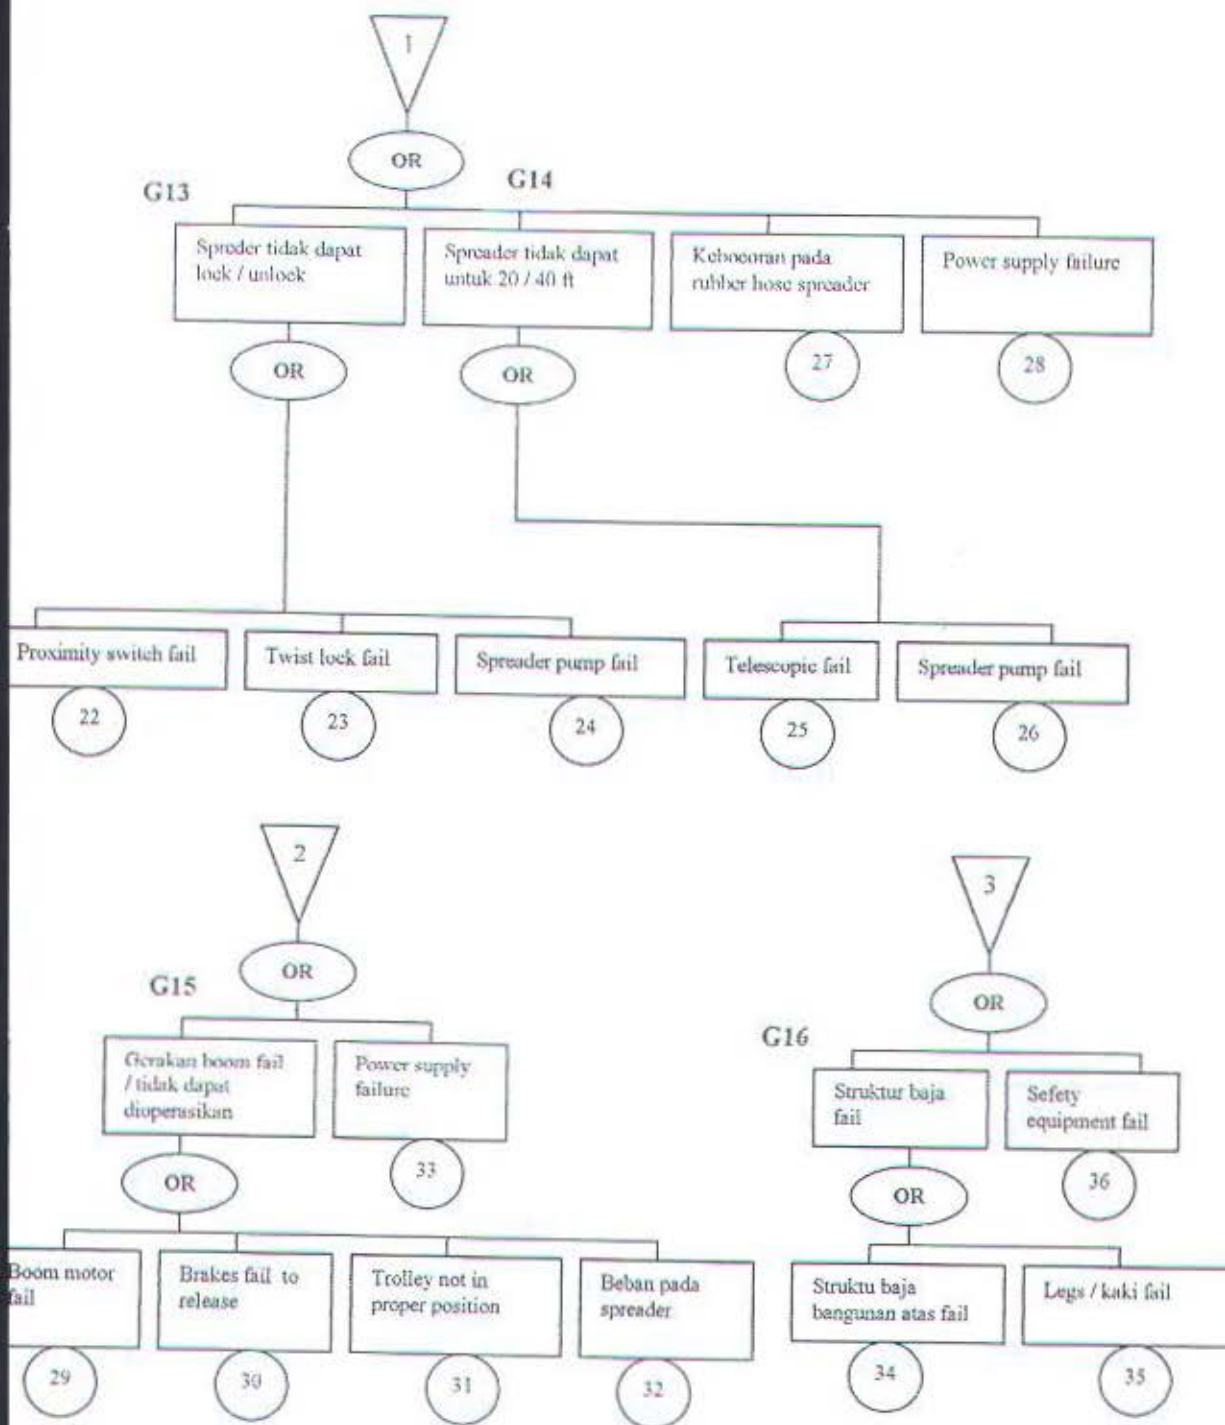 1
OR
G13
G14
Sproder tidak dapat
lock / unlock
Spreader tidak dapat
untuk 20 / 40 ft
Kebocoran pada
rubber hose spreader
Power supply failure
OR
OR
27
28
Proximity switch fail
Twist lock fail
Spreader pump fail
Telescopic fail
Spreader pump fail
22
23
24
25
26
2
OR
G15
Gerakan boom fail
/ tidak dapat
dioperasikan
Power supply
failure
OR
33
Boom motor
fail
Brakes fail to
release
Trolley not in
proper position
Beban pada
spreader
29
30
31
32
3
OR
G16
Struktur baja
fail
Sefety
equipment fail
OR
36
Struktu baja
bangunan atas fail
Legs / kaki fail
34
35